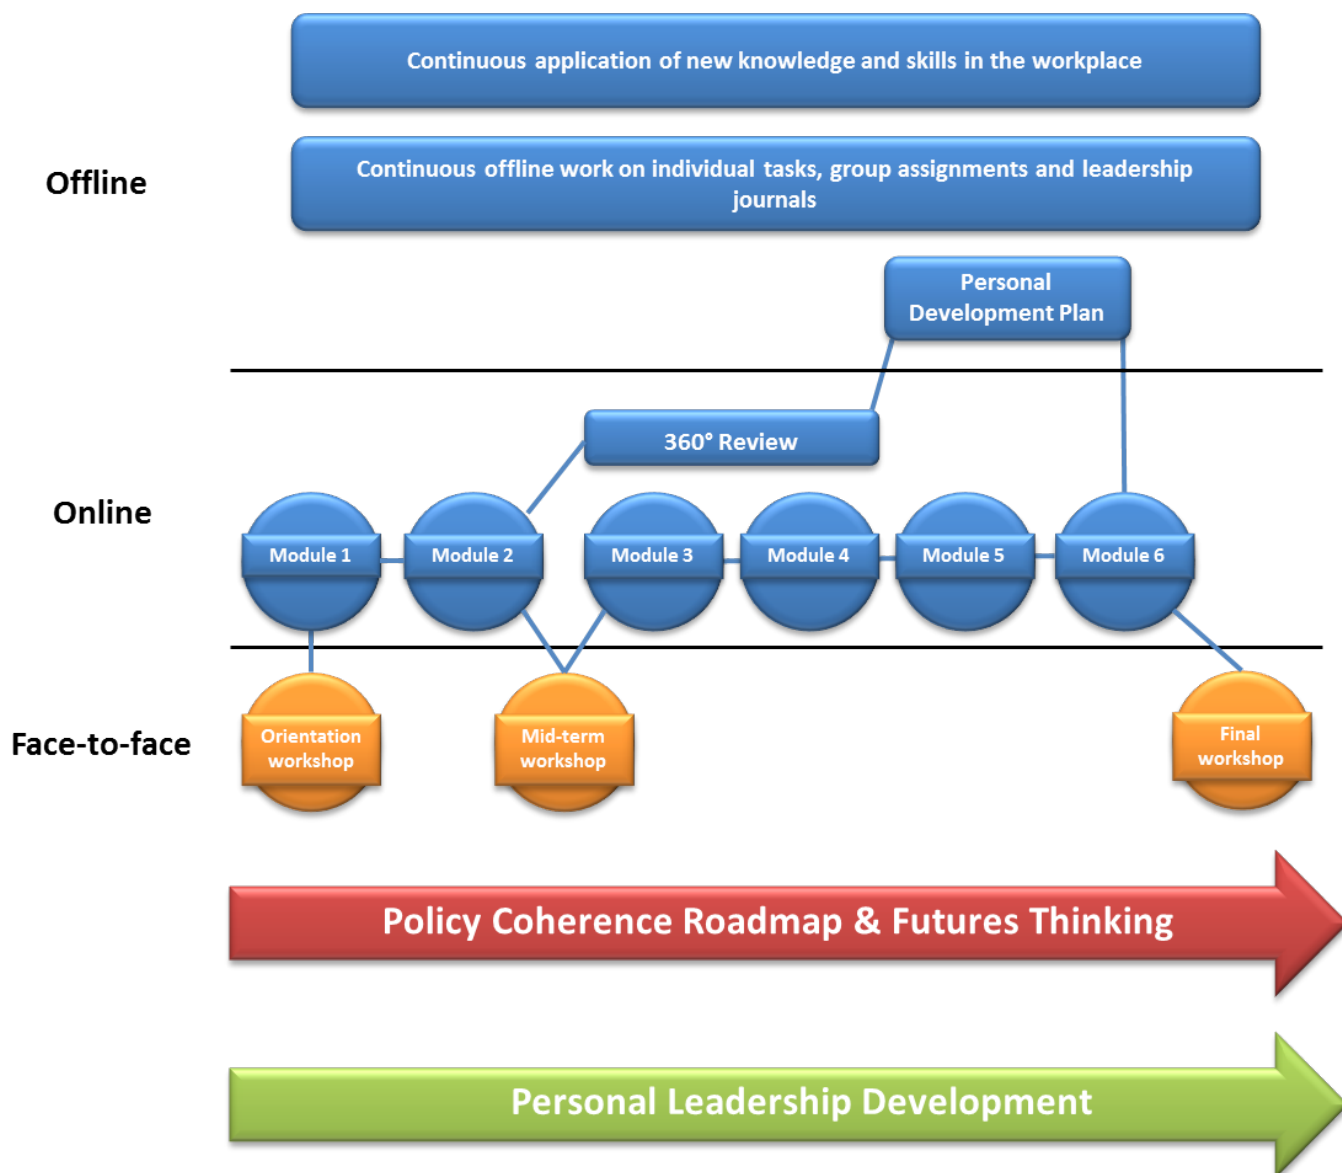 Continuous application of new knowledge and skills in the workplace
Offline
Continuous offline work on individual tasks, group assignments and leadership
journals
Personal
Development Plan
360° Review
Online
Module 1
Module 2
Module 3
Module 4
Module 5
Module 6
Face-to-face
Orientation
workshop
Mid-term
workshop
Final
workshop
Policy Coherence Roadmap & Futures Thinking
Personal Leadership Development